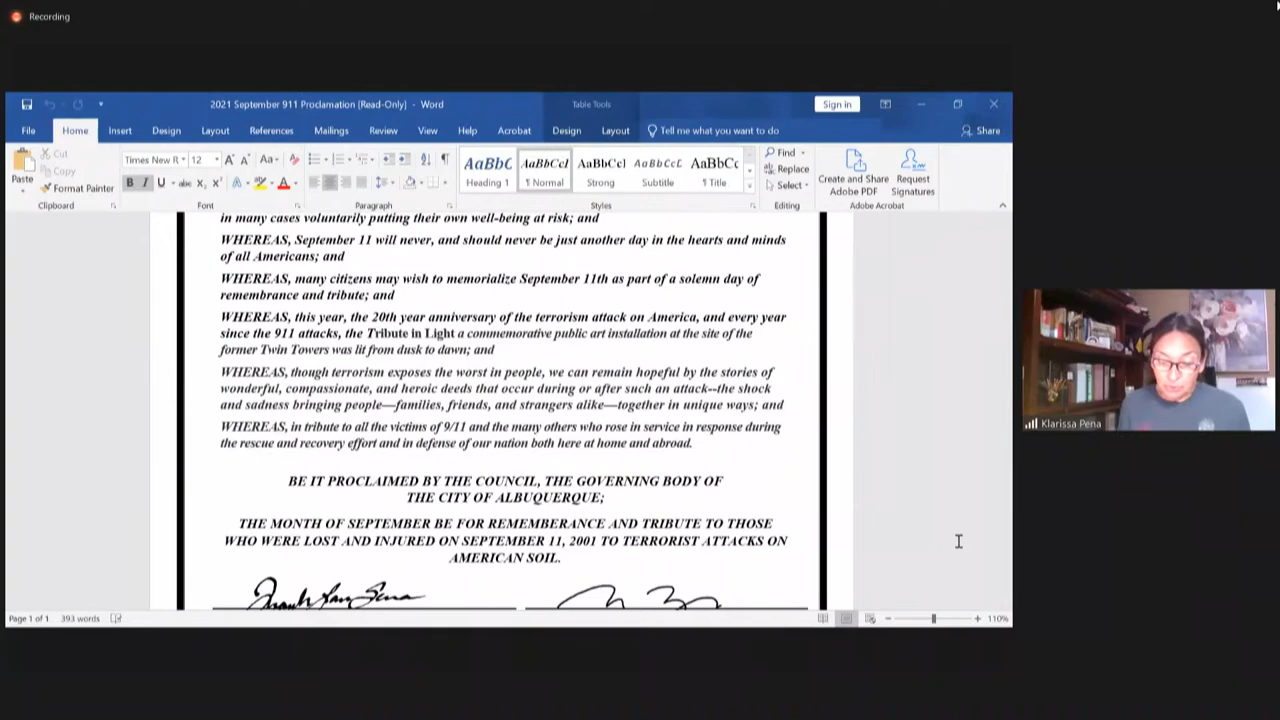 Recording
2021 September 911 Proclamation [Read-Only] - Word
Table Tools
Sign in
File Home Insert Design Layout References Mailings Review View Help Acrobat Design Layout Tell me what you want to do Share
Paste
Cut
Copy
Format Painter
Clipboard
Times New R 12
Font
Paragraph
AaBbC AaBbCcl AaBbCcl AaBbCcC AaBbCc
Heading 1 ¶ Normal Strong Subtitle ¶ Title
Styles
Find
Replace
Select
Editing
Create and Share Request
Adobe PDF Signatures
Adobe Acrobat
in many cases voluntarily putting their own well-being at risk; and
WHEREAS, September 11 will never, and should never be just another day in the hearts and minds
of all Americans; and
WHEREAS, many citizens may wish to memorialize September 11th as part of a solemn day of
remembrance and tribute; and
WHEREAS, this year, the 20th year anniversary of the terrorism attack on America, and every year
since the 911 attacks, the Tribute in Light a commemorative public art installation at the site of the
former Twin Towers was lit from dusk to dawn; and
WHEREAS, though terrorism exposes the worst in people, we can remain hopeful by the stories of
wonderful, compassionate, and heroic deeds that occur during or after such an attack--the shock
and sadness bringing people—families, friends, and strangers alike—together in unique ways; and
WHEREAS, in tribute to all the victims of 9/11 and the many others who rose in service in response during
the rescue and recovery effort and in defense of our nation both here at home and abroad.
BE IT PROCLAIMED BY THE COUNCIL, THE GOVERNING BODY OF
THE CITY OF ALBUQUERQUE;
THE MONTH OF SEPTEMBER BE FOR REMEMBERANCE AND TRIBUTE TO THOSE
WHO WERE LOST AND INJURED ON SEPTEMBER 11, 2001 TO TERRORIST ATTACKS ON
AMERICAN SOIL.
Page 1 of 1 393 words 110%
Klarissa Pena